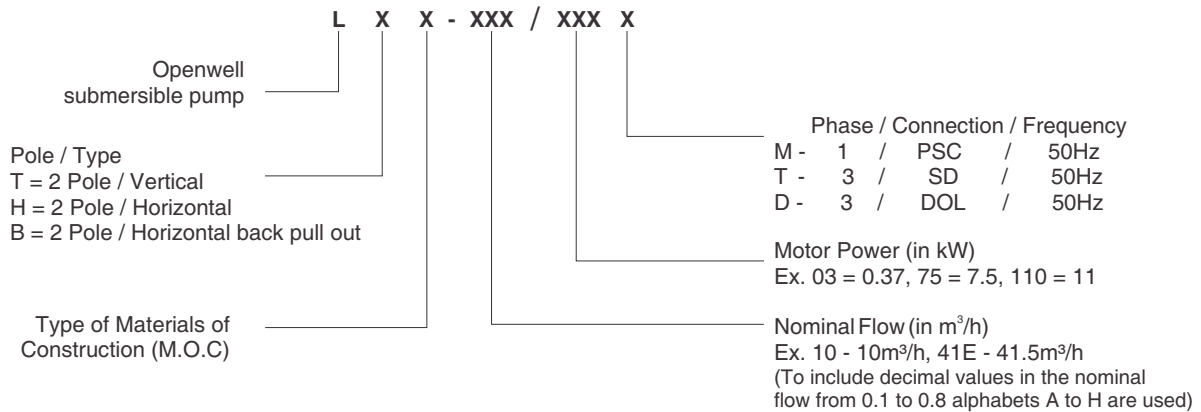 L X X - XXX / XXX X
Openwell
submersible pump
Pole / Type
T = 2 Pole / Vertical
H = 2 Pole / Horizontal
B = 2 Pole / Horizontal back pull out
Type of Materials of
Construction (M.O.C)
Phase / Connection / Frequency
M - 1 / PSC / 50Hz
T - 3 / SD / 50Hz
D - 3 / DOL / 50Hz
Motor Power (in kW)
Ex. 03 = 0.37, 75 = 7.5, 110 = 11
Nominal Flow (in m³/h)
Ex. 10 - 10m³/h, 41E - 41.5m³/h
(To include decimal values in the nominal
flow from 0.1 to 0.8 alphabets A to H are used)